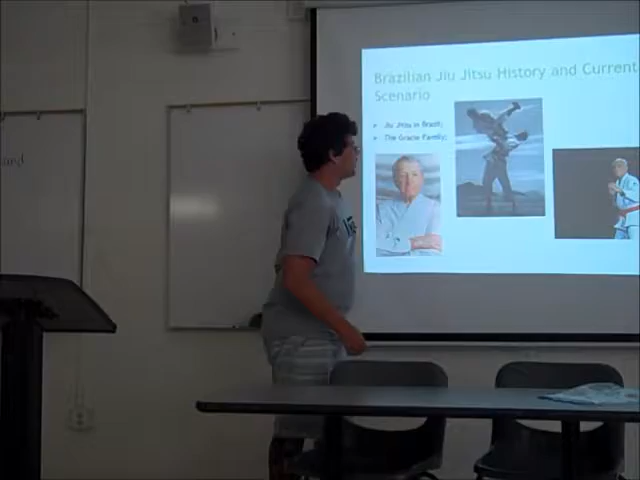 Brazilian Jiu Jitsu History and Current
Scenario
Jiu Jitsu in Brazil;
The Gracie Family;